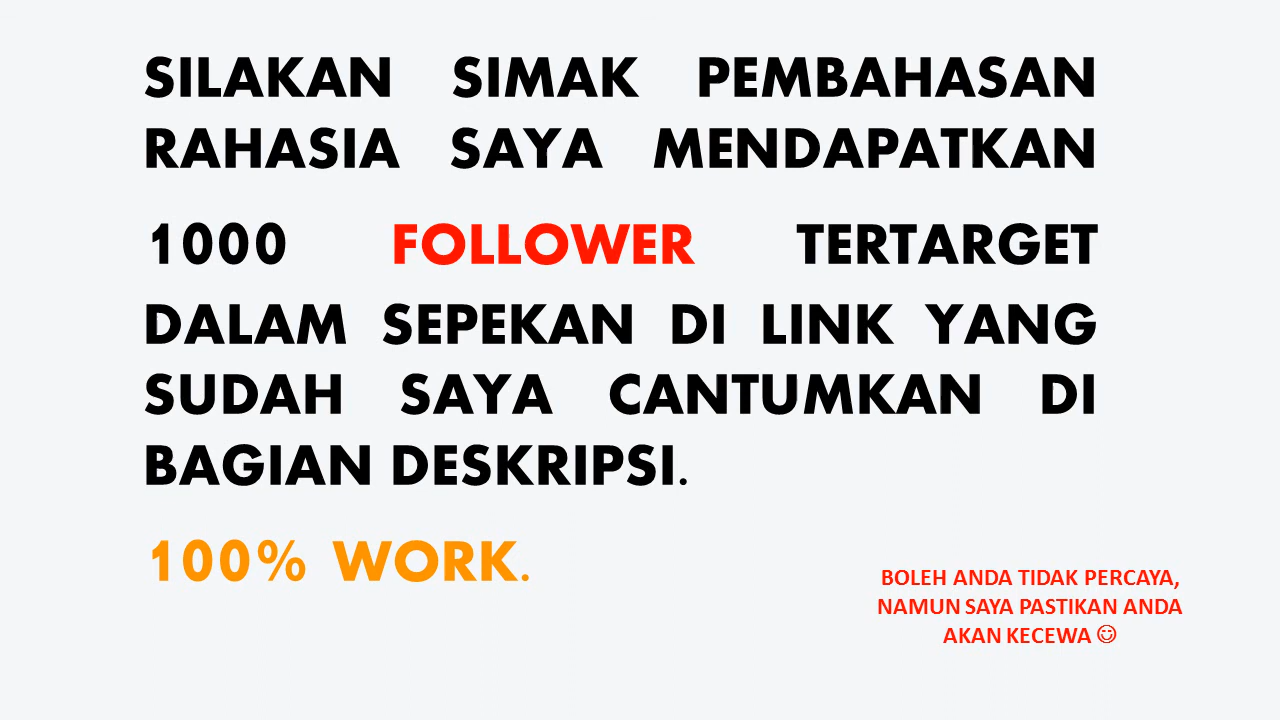 SILAKAN SIMAK PEMBAHASAN
RAHASIA SAYA MENDAPATKAN
1000 FOLLOWER TERTARGET
DALAM SEPEKAN DI LINK YANG
SUDAH SAYA CANTUMKAN DI
BAGIAN DESKRIPSI.
100% WORK.
BOLEH ANDA TIDAK PERCAYA,
NAMUN SAYA PASTIKAN ANDA
AKAN KECEWA ☺